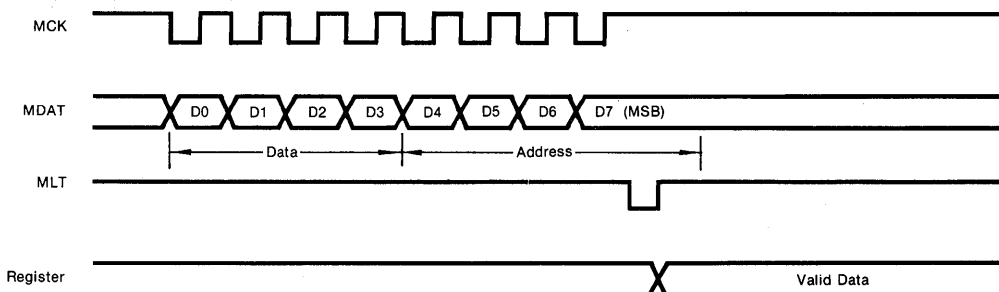 MCK
MDAT D0 D1 D2 D3 D4 D5 D6 D7 (MSB)
Data Address
MLT
Register Valid Data